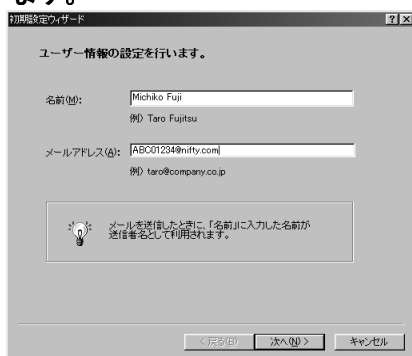 ます。
初期設定ウィザード
ユーザー情報の設定を行います。
名前(M):
Michiko Fuji
例) Taro Fujitsu
メールアドレス(A):
ABC01234@nifty.com
例) taro@company.co.jp
メールを送信したときに、「名前」に入力した名前が
送信者名として利用されます。
< 戻る(B)
次へ(N) >
キャンセル